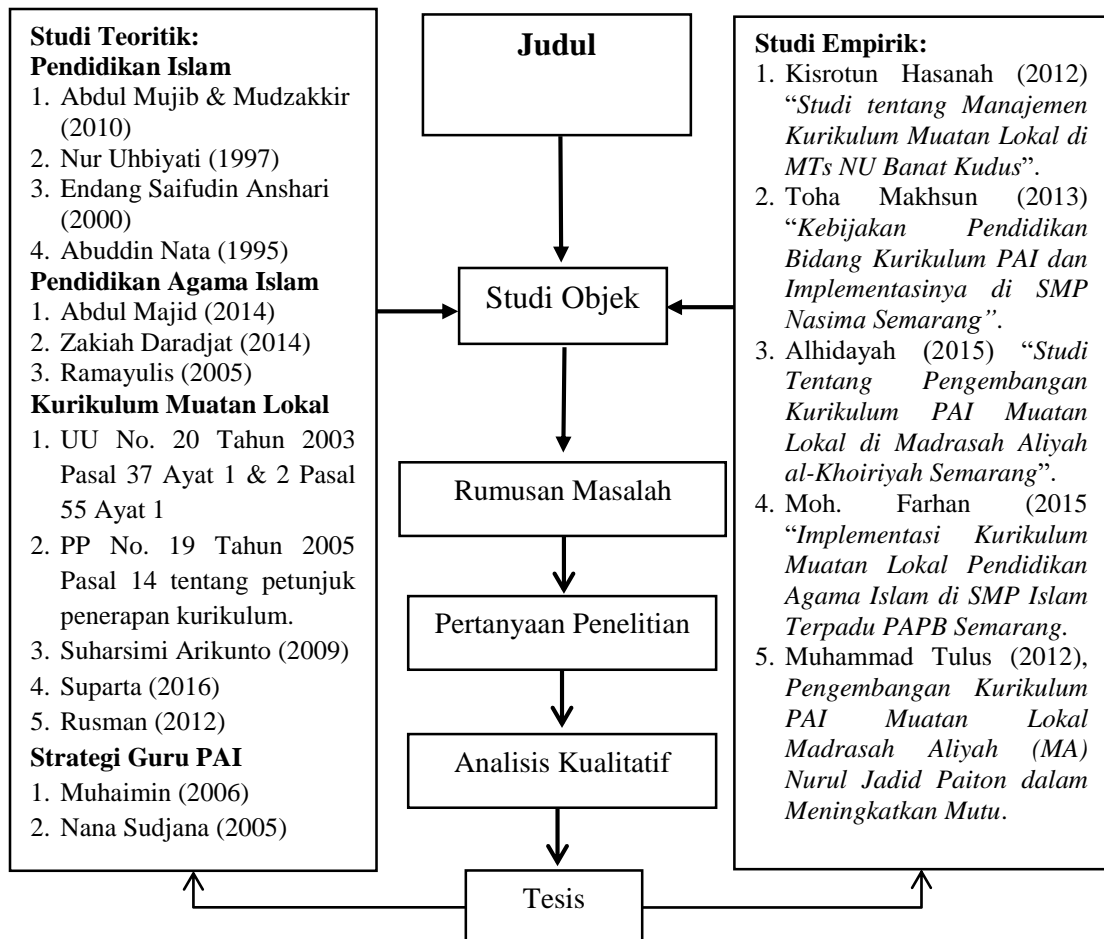 Studi Teoritik:
Pendidikan Islam
1. Abdul Mujib & Mudzakkir
(2010)
2. Nur Uhbiyati (1997)
3. Endang Saifudin Anshari
(2000)
4. Abuddin Nata (1995)
Pendidikan Agama Islam
1. Abdul Majid (2014)
2. Zakiah Daradjat (2014)
3. Ramayulis (2005)
Kurikulum Muatan Lokal
1. UU No. 20 Tahun 2003
Pasal 37 Ayat 1 & 2 Pasal
55 Ayat 1
2. PP No. 19 Tahun 2005
Pasal 14 tentang petunjuk
penerapan kurikulum.
3. Suharsimi Arikunto (2009)
4. Suparta (2016)
5. Rusman (2012)
Strategi Guru PAI
1. Muhaimin (2006)
2. Nana Sudjana (2005)
Judul
Studi Objek
Rumusan Masalah
Pertanyaan Penelitian
Analisis Kualitatif
Tesis
Studi Empirik:
1. Kisrotun Hasanah (2012)
“Studi tentang Manajemen
Kurikulum Muatan Lokal di
MTs NU Banat Kudus”.
2. Toha Makhsun (2013)
“Kebijakan Pendidikan
Bidang Kurikulum PAI dan
Implementasinya di SMP
Nasima Semarang”.
3. Alhidayah (2015) “Studi
Tentang Pengembangan
Kurikulum PAI Muatan
Lokal di Madrasah Aliyah
al-Khoiriyah Semarang”.
4. Moh. Farhan (2015
“Implementasi Kurikulum
Muatan Lokal Pendidikan
Agama Islam di SMP Islam
Terpadu PAPB Semarang.
5. Muhammad Tulus (2012),
Pengembangan Kurikulum
PAI Muatan Lokal
Madrasah Aliyah (MA)
Nurul Jadid Paiton dalam
Meningkatkan Mutu.